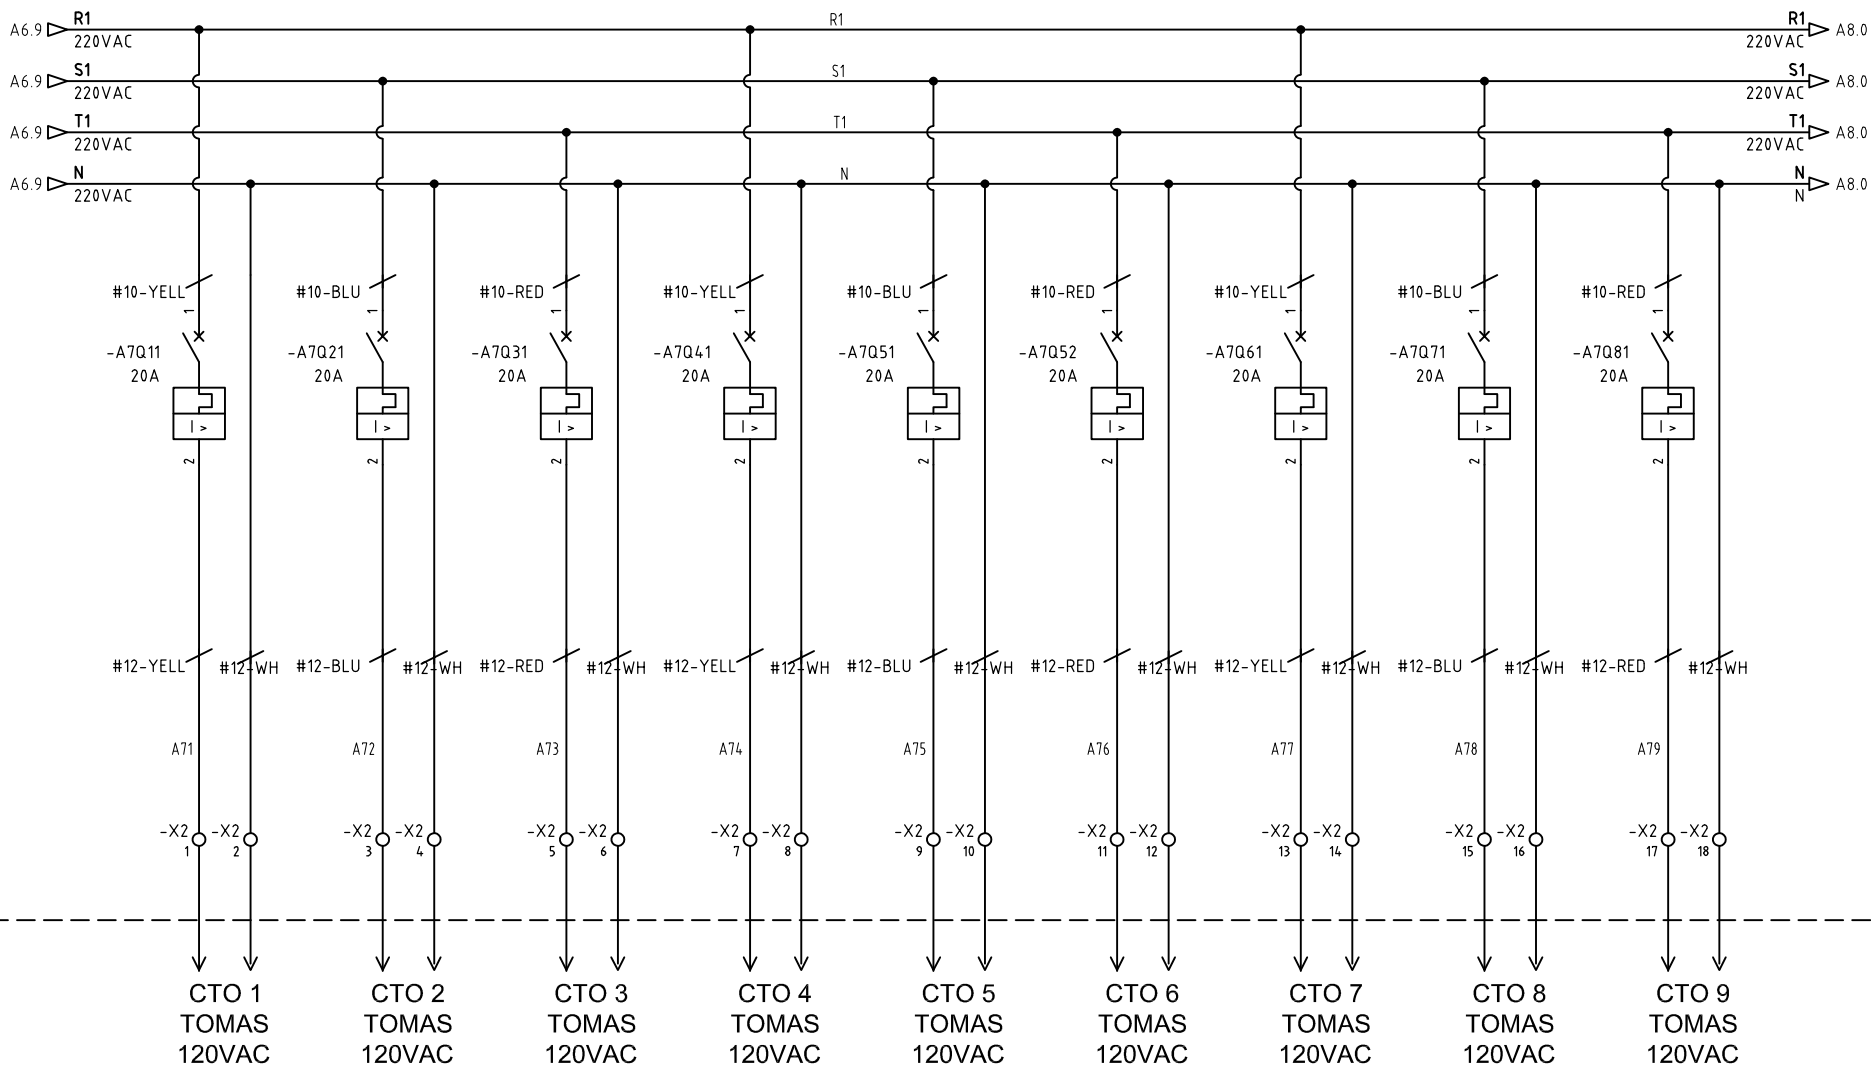 A6.9 R1 R1 R1 A8.0
220VAC 220VAC
A6.9 S1 S1 S1 A8.0
220VAC 220VAC
A6.9 T1 T1 T1 A8.0
220VAC 220VAC
A6.9 N N N A8.0
220VAC N
#10-YELL #10-BLU #10-RED #10-YELL #10-BLU #10-RED #10-YELL #10-BLU #10-RED
1 1 1 1 1 1 1 1 1
-A7Q11 -A7Q21 -A7Q31 -A7Q41 -A7Q51 -A7Q52 -A7Q61 -A7Q71 -A7Q81
20A 20A 20A 20A 20A 20A 20A 20A 20A
I > I > I > I > I > I > I > I > I >
2 2 2 2 2 2 2 2 2
#12-YELL #12-WH #12-BLU #12-WH #12-RED #12-WH #12-YELL #12-WH #12-BLU #12-WH #12-RED #12-WH #12-YELL #12-WH #12-BLU #12-WH #12-RED #12-WH
A71 A72 A73 A74 A75 A76 A77 A78 A79
-X2 -X2 -X2 -X2 -X2 -X2 -X2 -X2 -X2 -X2 -X2 -X2 -X2 -X2 -X2 -X2 -X2 -X2
1 2 3 4 5 6 7 8 9 10 11 12 13 14 15 16 17 18
CTO 1 CTO 2 CTO 3 CTO 4 CTO 5 CTO 6 CTO 7 CTO 8 CTO 9
TOMAS TOMAS TOMAS TOMAS TOMAS TOMAS TOMAS TOMAS TOMAS
120VAC 120VAC 120VAC 120VAC 120VAC 120VAC 120VAC 120VAC 120VAC